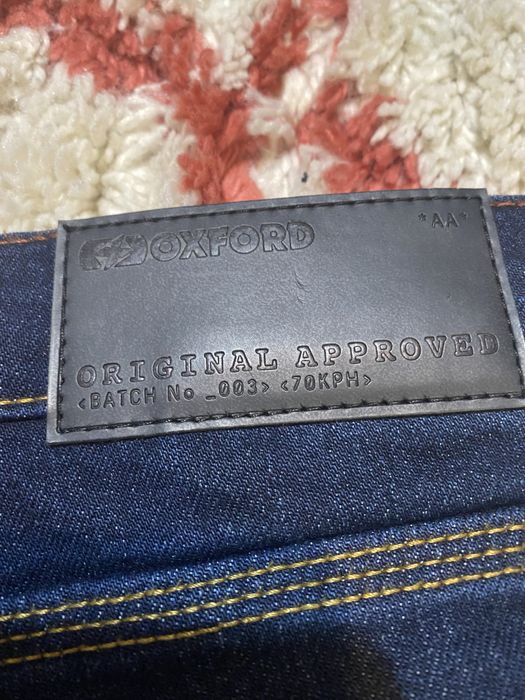 OXFORD
*AA*
ORIGINAL APPROVED
<BATCH No _003> <70KPH>